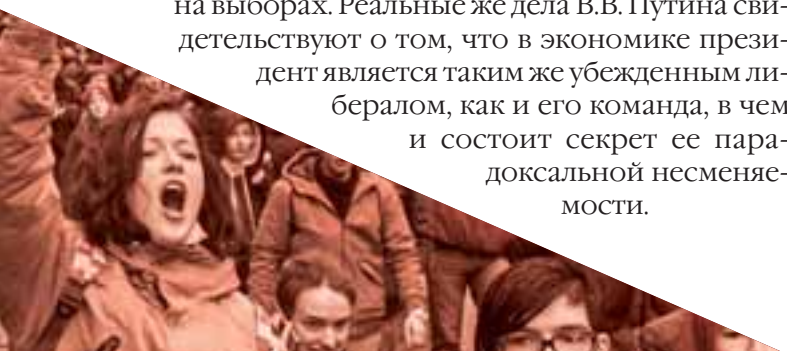 на выборах. Реальные же дела В.В. Путина сви-
детельствуют о том, что в экономике прези-
дент является таким же убежденным ли-
бералом, как и его команда, в чем
и состоит секрет ее пара-
доксальной несменяе-
мости.